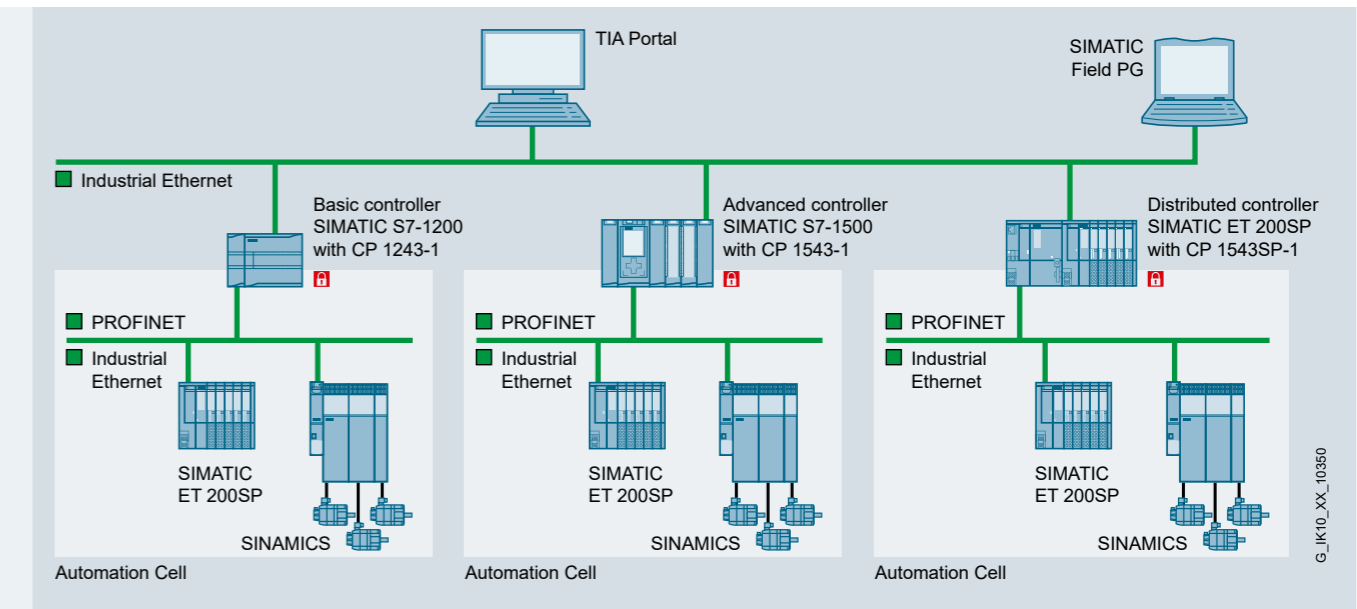 TIA Portal
SIMATIC
Field PG
Industrial Ethernet
Basic controller
SIMATIC S7-1200
with CP 1243-1
Advanced controller
SIMATIC S7-1500
with CP 1543-1
Distributed controller
SIMATIC ET 200SP
with CP 1543SP-1
PROFINET
Industrial
Ethernet
SIMATIC
ET 200SP
SINAMICS
Automation Cell
PROFINET
Industrial
Ethernet
SIMATIC
ET 200SP
SINAMICS
Automation Cell
PROFINET
Industrial
Ethernet
SIMATIC
ET 200SP
SINAMICS
Automation Cell
G_IK10_XX_10350